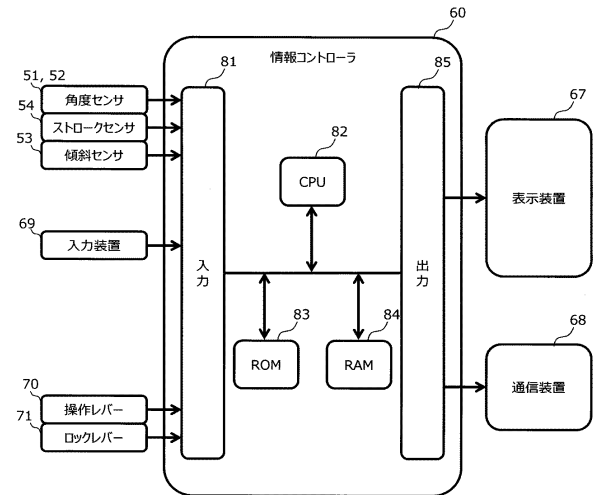 60
情報コントローラ
51, 52
角度センサ
54
ストロークセンサ
53
傾斜センサ
69
入力装置
70
操作レバー
71
ロックレバー
81
入力
82
CPU
83
ROM
84
RAM
85
出力
67
表示装置
68
通信装置